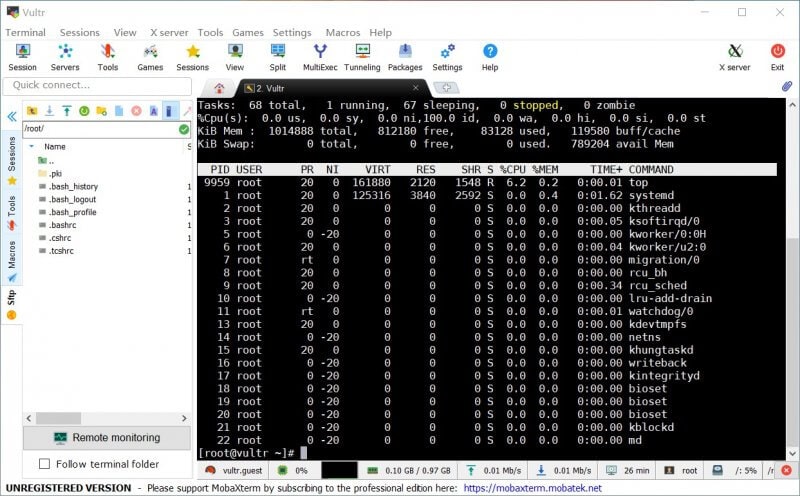 Vultr
Terminal Sessions View X server Tools Games Settings Macros Help
Session Servers Tools Games Sessions View Split MultiExec Tunneling Packages Settings Help X server Exit
Quick connect...
2. Vultr
/root/
Name S
..
.pki
.bash_history 1
.bash_logout 1
.bash_profile 1
.bashrc 1
.cshrc 1
.tcshrc 1
Sessions
Tools
Macros
Sftp
Remote monitoring
Follow terminal folder
Tasks: 68 total, 1 running, 67 sleeping, 0 stopped, 0 zombie
%Cpu(s): 0.0 us, 0.0 sy, 0.0 ni,100.0 id, 0.0 wa, 0.0 hi, 0.0 si, 0.0 st
KiB Mem : 1014888 total, 812180 free, 83128 used, 119580 buff/cache
KiB Swap: 0 total, 0 free, 0 used. 789204 avail Mem
PID USER PR NI VIRT RES SHR S %CPU %MEM TIME+ COMMAND
9959 root 20 0 161880 2120 1548 R 6.2 0.2 0:00.01 top
1 root 20 0 125316 3840 2592 S 0.0 0.4 0:01.62 systemd
2 root 20 0 0 0 0 S 0.0 0.0 0:00.00 kthreadd
3 root 20 0 0 0 0 S 0.0 0.0 0:00.05 ksoftirqd/0
5 root 0 -20 0 0 0 S 0.0 0.0 0:00.00 kworker/0:0H
6 root 20 0 0 0 0 S 0.0 0.0 0:00.04 kworker/u2:0
7 root rt 0 0 0 0 S 0.0 0.0 0:00.00 migration/0
8 root 20 0 0 0 0 S 0.0 0.0 0:00.00 rcu_bh
9 root 20 0 0 0 0 S 0.0 0.0 0:00.34 rcu_sched
10 root 0 -20 0 0 0 S 0.0 0.0 0:00.00 lru-add-drain
11 root rt 0 0 0 0 S 0.0 0.0 0:00.01 watchdog/0
13 root 20 0 0 0 0 S 0.0 0.0 0:00.00 kdevtmpfs
14 root 0 -20 0 0 0 S 0.0 0.0 0:00.00 netns
15 root 20 0 0 0 0 S 0.0 0.0 0:00.00 khungtaskd
16 root 0 -20 0 0 0 S 0.0 0.0 0:00.00 writeback
17 root 0 -20 0 0 0 S 0.0 0.0 0:00.00 kintegrityd
18 root 0 -20 0 0 0 S 0.0 0.0 0:00.00 bioset
19 root 0 -20 0 0 0 S 0.0 0.0 0:00.00 bioset
20 root 0 -20 0 0 0 S 0.0 0.0 0:00.00 bioset
21 root 0 -20 0 0 0 S 0.0 0.0 0:00.00 kblockd
22 root 0 -20 0 0 0 S 0.0 0.0 0:00.00 md
[root@vultr ~]#
vultr.guest 0% 0.10 GB / 0.97 GB 0.01 Mb/s 0.01 Mb/s 26 min root /: 5% /r
UNREGISTERED VERSION - Please support MobaXterm by subscribing to the professional edition here: https://mobaxterm.mobatek.net